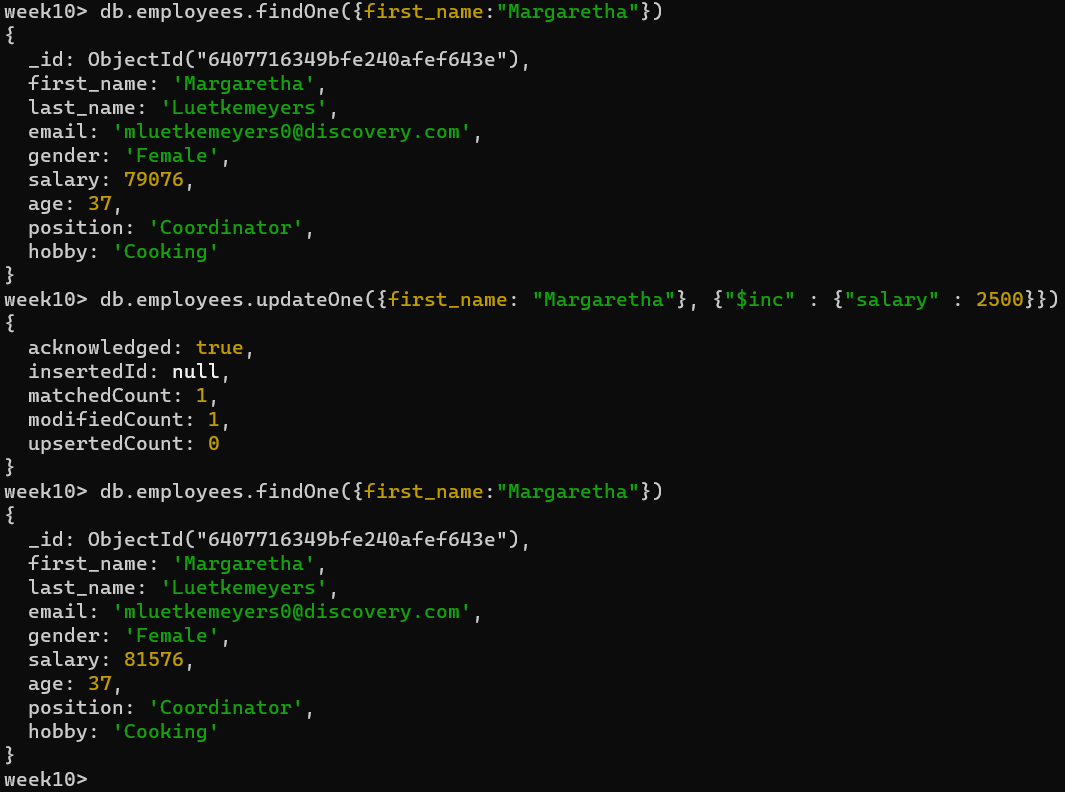 week10> db.employees.findOne({first_name:"Margaretha"})
{
  _id: ObjectId("6407716349bfe240afef643e"),
  first_name: 'Margaretha',
  last_name: 'Luetkemeyers',
  email: 'mluetkemeyers0@discovery.com',
  gender: 'Female',
  salary: 79076,
  age: 37,
  position: 'Coordinator',
  hobby: 'Cooking'
}
week10> db.employees.updateOne({first_name: "Margaretha"}, {"$inc" : {"salary" : 2500}})
{
  acknowledged: true,
  insertedId: null,
  matchedCount: 1,
  modifiedCount: 1,
  upsertedCount: 0
}
week10> db.employees.findOne({first_name:"Margaretha"})
{
  _id: ObjectId("6407716349bfe240afef643e"),
  first_name: 'Margaretha',
  last_name: 'Luetkemeyers',
  email: 'mluetkemeyers0@discovery.com',
  gender: 'Female',
  salary: 81576,
  age: 37,
  position: 'Coordinator',
  hobby: 'Cooking'
}
week10>